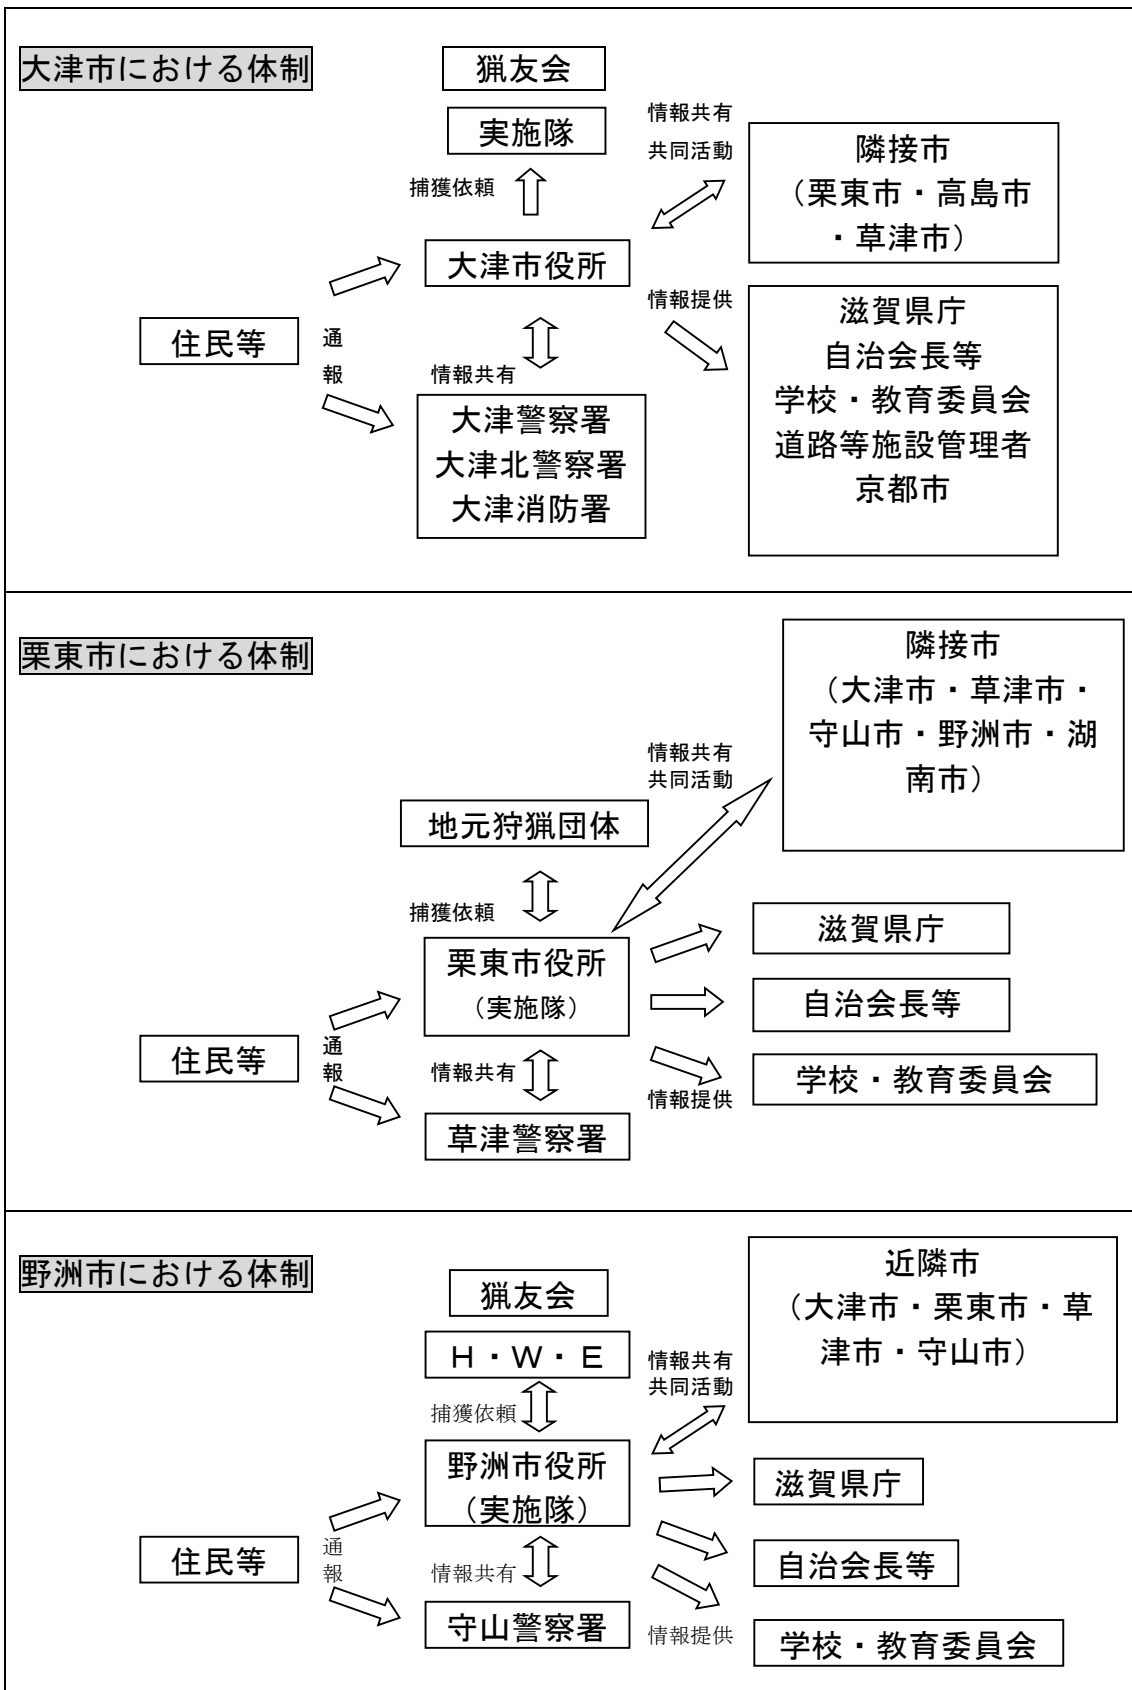 大津市における体制
猟友会
実施隊
情報共有
共同活動
隣接市
（栗東市・高島市
・草津市）
捕獲依頼
大津市役所
情報提供
住民等
通
報
情報共有
大津警察署
大津北警察署
大津消防署
滋賀県庁
自治会長等
学校・教育委員会
道路等施設管理者
京都市
栗東市における体制
隣接市
（大津市・草津市・
守山市・野洲市・湖
南市）
情報共有
共同活動
地元狩猟団体
捕獲依頼
栗東市役所
（実施隊）
滋賀県庁
自治会長等
住民等
通
報
情報共有
学校・教育委員会
情報提供
草津警察署
野洲市における体制
近隣市
（大津市・栗東市・草
津市・守山市）
猟友会
Ｈ・Ｗ・Ｅ
情報共有
共同活動
捕獲依頼
野洲市役所
（実施隊）
滋賀県庁
住民等
通
報
情報共有
自治会長等
守山警察署
情報提供
学校・教育委員会